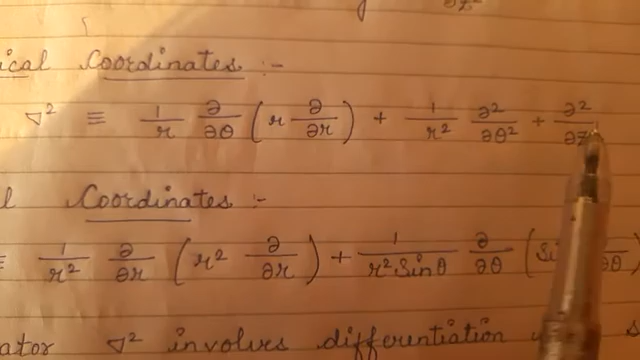 ∂z²
ical Coordinates :-
∇² ≡ 1/r ∂/∂θ ( r ∂/∂r ) + 1/r² ∂²/∂θ² + ∂²/∂z
l Coordinates :-
≡ 1/r² ∂/∂r ( r² ∂/∂r ) + 1/(r² Sinθ) ∂/∂θ ( Si /∂θ )
ator ∇² involves differentiation